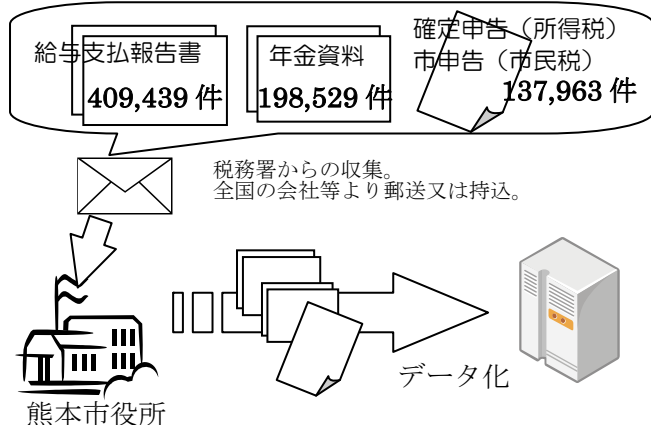 給与支払報告書
409,439 件
年金資料
198,529 件
確定申告（所得税）
市申告（市民税）
137,963 件
税務署からの収集。
全国の会社等より郵送又は持込。
データ化
熊本市役所